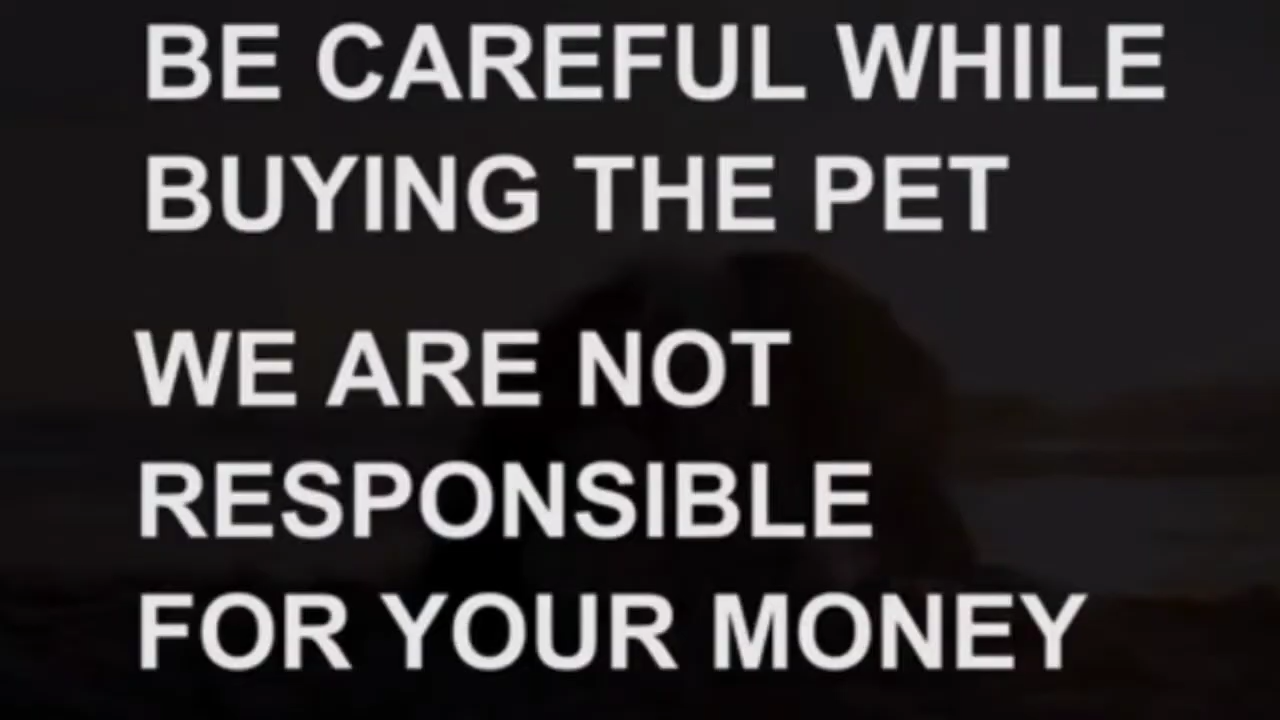 BE CAREFUL WHILE
BUYING THE PET
WE ARE NOT
RESPONSIBLE
FOR YOUR MONEY